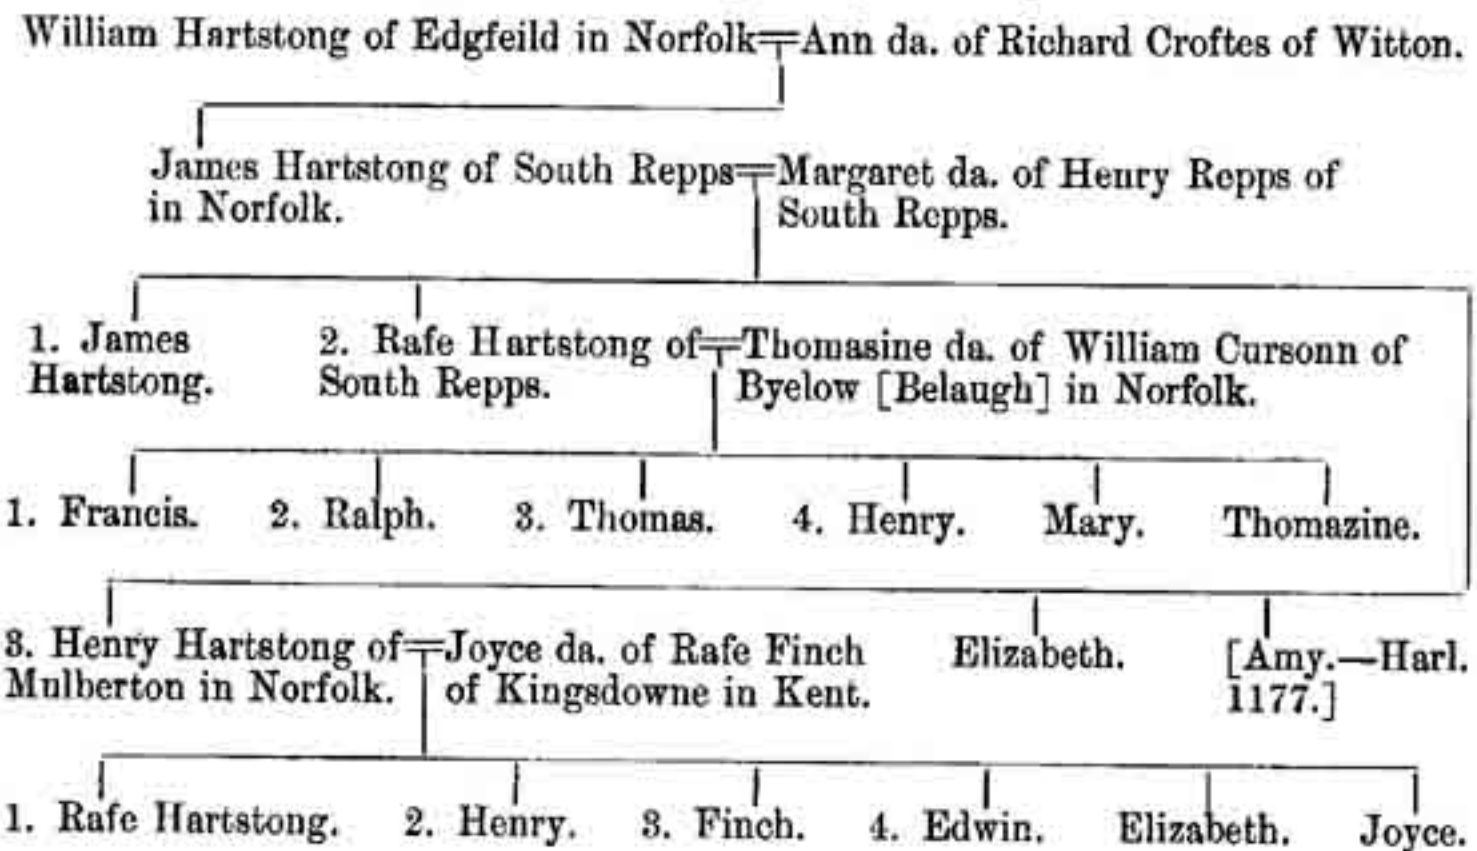 William Hartstong of Edgfeild in Norfolk=Ann da. of Richard Croftes of Witton.
James Hartstong of South Repps=Margaret da. of Henry Repps of
in Norfolk. South Repps.
1. James 2. Rafe Hartstong of=Thomasine da. of William Cursonn of
Hartstong. South Repps. Byelow [Belaugh] in Norfolk.
1. Francis. 2. Ralph. 3. Thomas. 4. Henry. Mary. Thomazine.
3. Henry Hartstong of=Joyce da. of Rafe Finch Elizabeth. [Amy.—Harl.
Mulberton in Norfolk. of Kingsdowne in Kent. 1177.]
1. Rafe Hartstong. 2. Henry. 3. Finch. 4. Edwin. Elizabeth. Joyce.